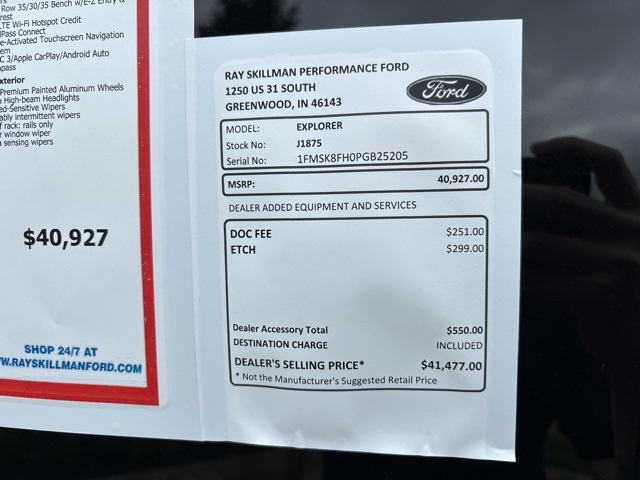 Row 35/30/35 Bench w/E-Z Entry &
rest
LTE Wi-Fi Hotspot Credit
Pass Connect
e-Activated Touchscreen Navigation
em
C 3/Apple CarPlay/Android Auto
pass
xterior
Premium Painted Aluminum Wheels
High-beam Headlights
ed-Sensitive Wipers
ably intermittent wipers
f rack: rails only
r window wiper
sensing wipers
$40,927
SHOP 24/7 AT
W.RAYSKILLMANFORD.COM
RAY SKILLMAN PERFORMANCE FORD
1250 US 31 SOUTH
GREENWOOD, IN 46143
Ford
MODEL: EXPLORER
Stock No: J1875
Serial No: 1FMSK8FH0PGB25205
MSRP: 40,927.00
DEALER ADDED EQUIPMENT AND SERVICES
DOC FEE $251.00
ETCH $299.00
Dealer Accessory Total $550.00
DESTINATION CHARGE INCLUDED
DEALER'S SELLING PRICE* $41,477.00
* Not the Manufacturer's Suggested Retail Price